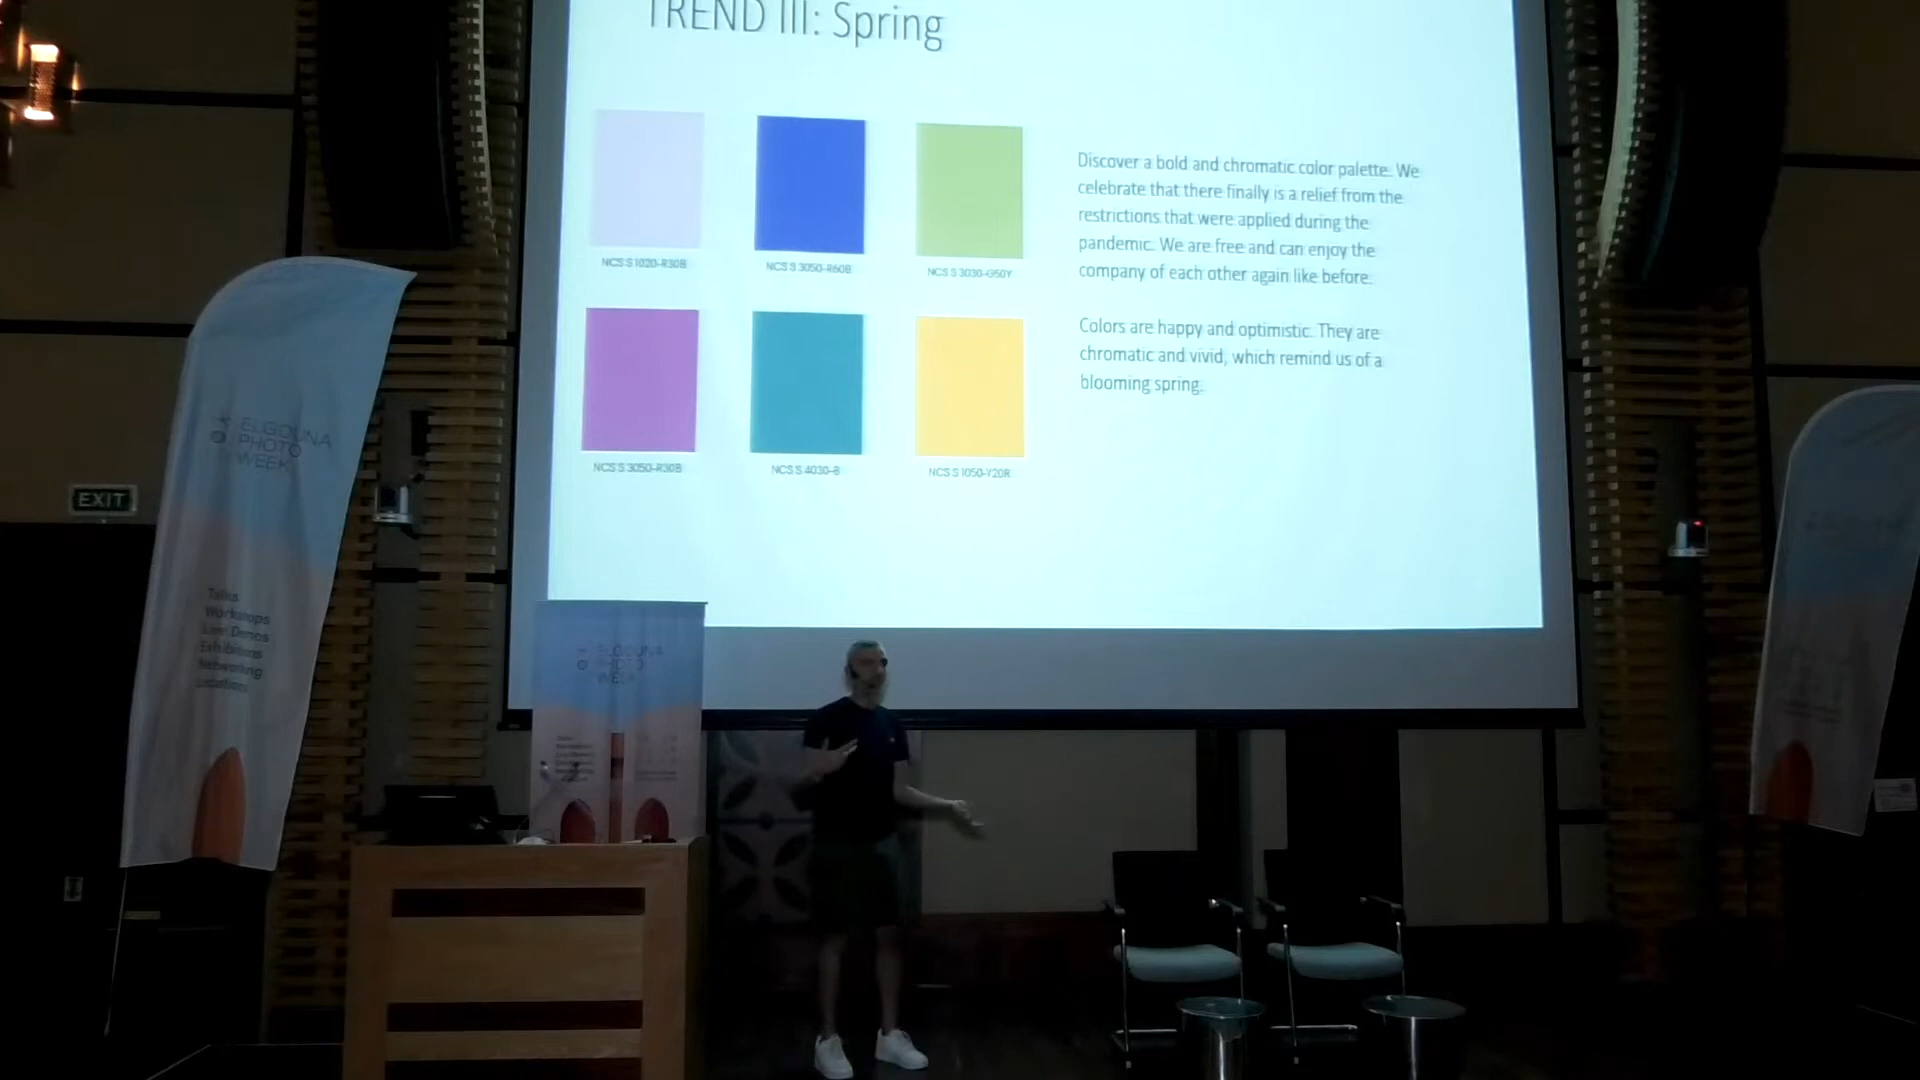 TREND III: Spring
NCS S 1020-R30B
NCS S 3050-R60B
NCS S 3030-G50Y
NCS S 3050-R30B
NCS S 4030-B
NCS S 1050-Y20R
Discover a bold and chromatic color palette. We
celebrate that there finally is a relief from the
restrictions that were applied during the
pandemic. We are free and can enjoy the
company of each other again like before.
Colors are happy and optimistic. They are
chromatic and vivid, which remind us of a
blooming spring.
EXIT
ELGOUNA
PHOTO
WEEK
Talks
Workshops
Live Demos
Exhibitions
Networking
Locations
ELGOUNA
PHOTO
WEEK